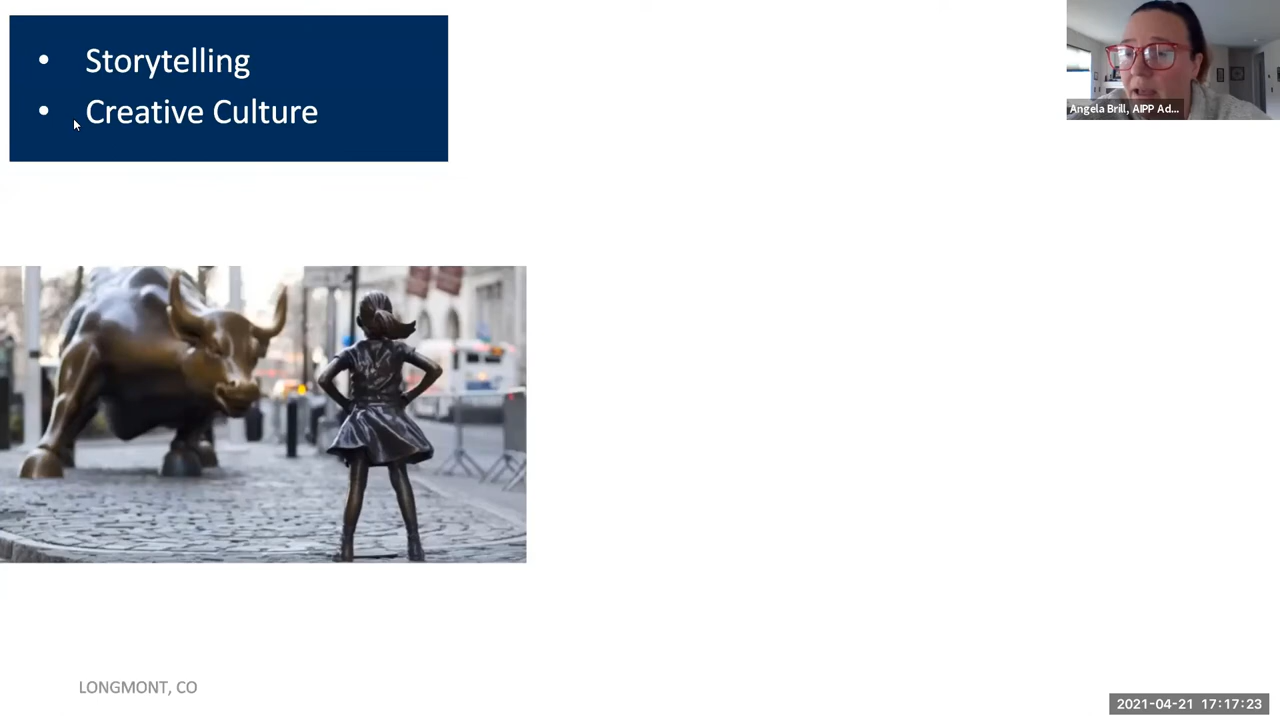 • Storytelling
• Creative Culture
Angela Brill, AIPP Ad...
LONGMONT, CO
2021-04-21 17:17:23